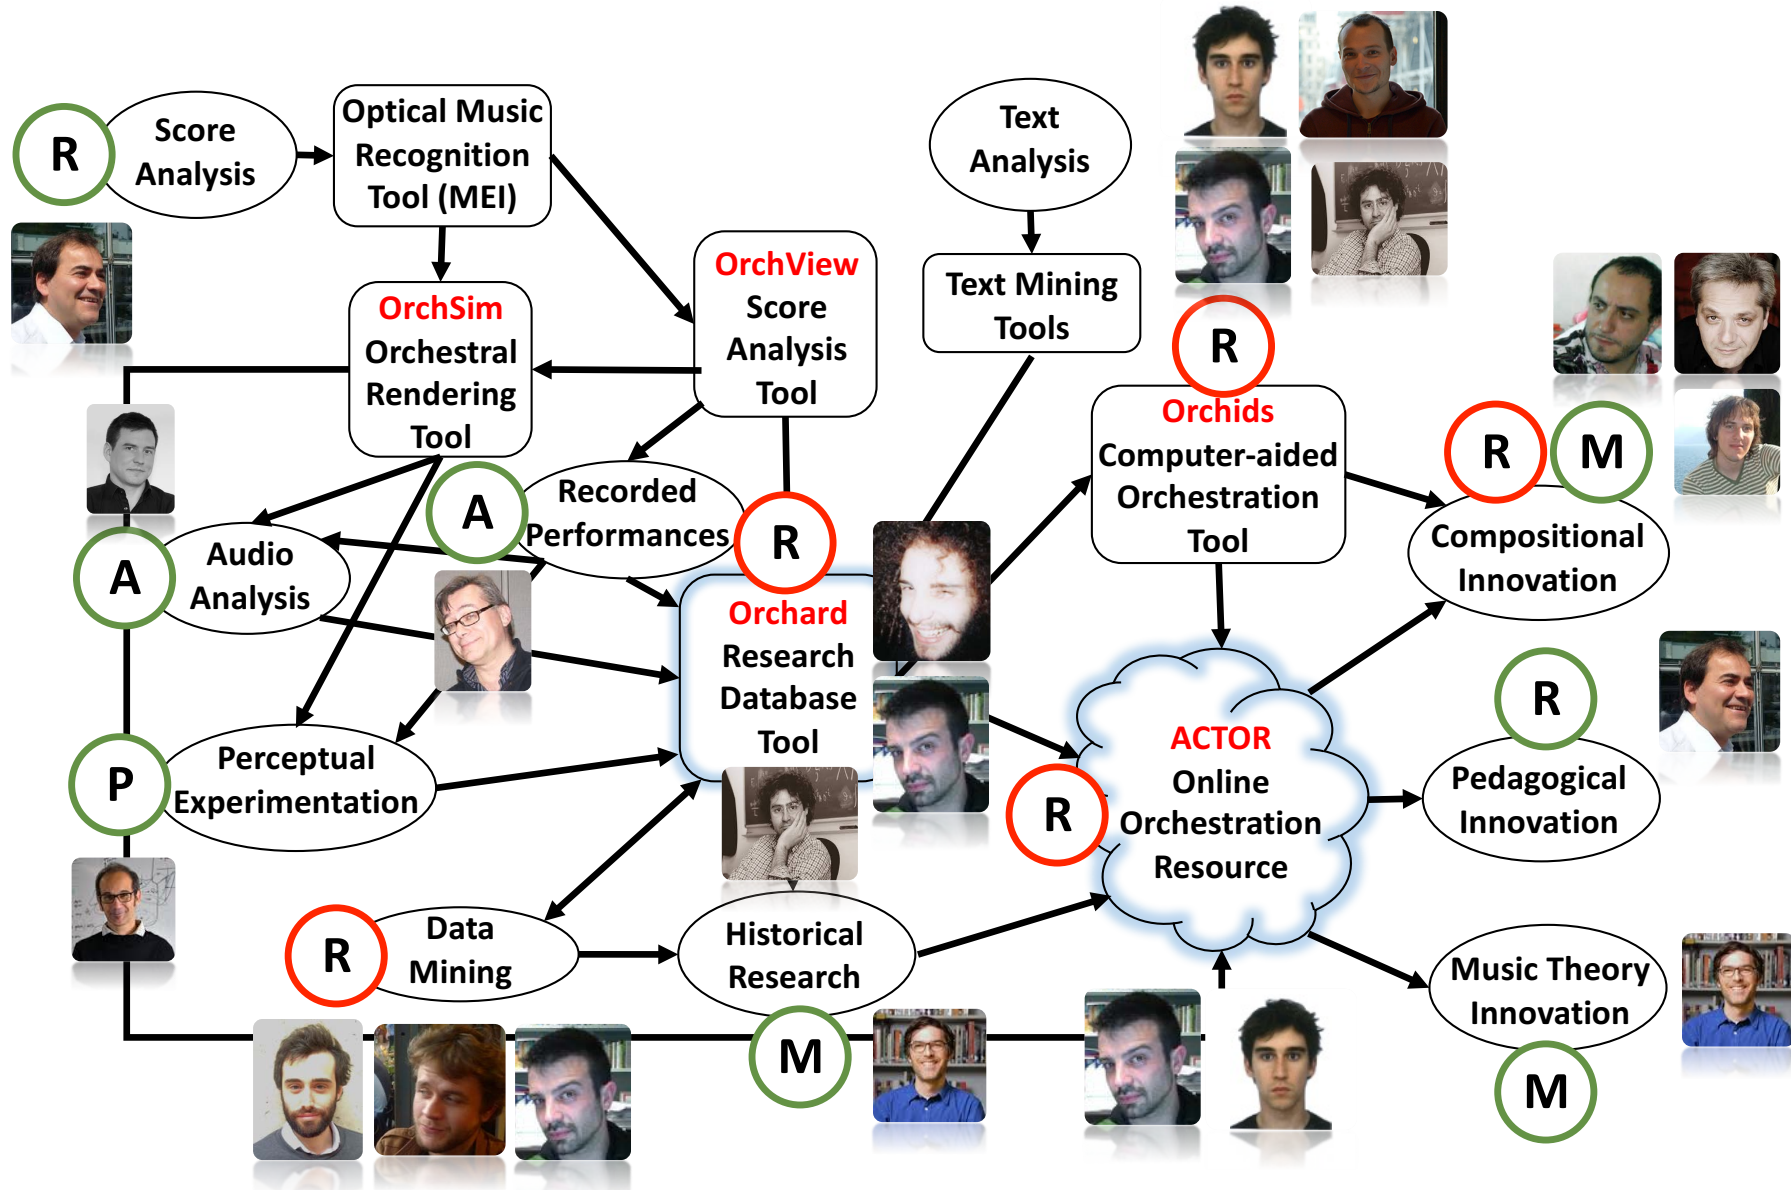 R
Score
Analysis
Optical Music
Recognition
Tool (MEI)
Text
Analysis
OrchView
Score
Analysis
Tool
Text Mining
Tools
OrchSim
Orchestral
Rendering
Tool
R
Orchids
Computer-aided
Orchestration
Tool
R
M
Compositional
Innovation
A
Recorded
Performances
R
A
Audio
Analysis
Orchard
Research
Database
Tool
R
Pedagogical
Innovation
P
Perceptual
Experimentation
R
ACTOR
Online
Orchestration
Resource
R
Data
Mining
Historical
Research
M
Music Theory
Innovation
M